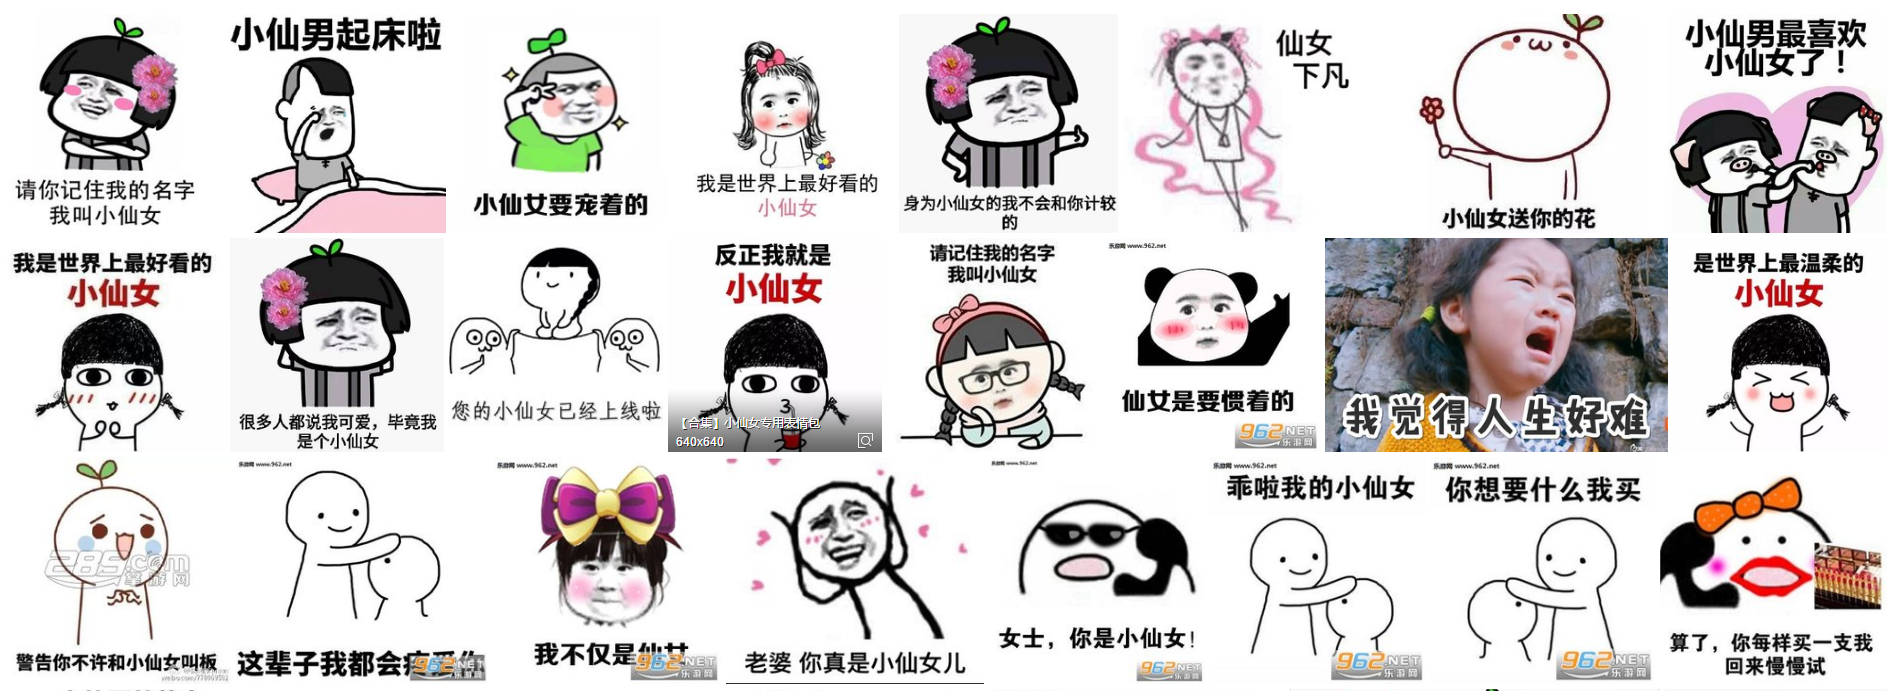 请你记住我的名字
我叫小仙女
小仙男起床啦
小仙女要宠着的
我是世界上最好看的
小仙女
身为小仙女的我不会和你计较
的
仙女
下凡
小仙女送你的花
小仙男最喜欢
小仙女了！
我是世界上最好看的
小仙女
很多人都说我可爱，毕竟我
是个小仙女
您的小仙女已经上线啦
反正我就是
小仙女
【合集】小仙女专用表情包
640x640
请记住我的名字
我叫小仙女
乐游网 www.962.net
仙女是要惯着的
962.NET
乐游网
我觉得人生好难
是世界上最温柔的
小仙女
285.com
掌游网
警告你不许和小仙女叫板
乐游网 www.962.net
这辈子我都会
962.NET
乐游网
乐游网 www.962.net
我不仅是仙女
962.NET
乐游网
老婆 你真是小仙女儿
乐游网 www.962.net
女士，你是小仙女！
962.NET
乐游网
乐游网 www.962.net
乖啦我的小仙女
962.NET
乐游网
乐游网 www.962.net
你想要什么我买
962.NET
乐游网
算了，你每样买一支我
回来慢慢试